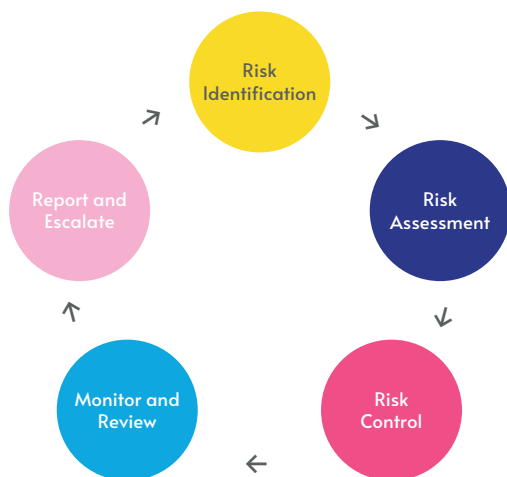 Risk
Identification
Risk
Assessment
Risk
Control
Monitor and
Review
Report and
Escalate